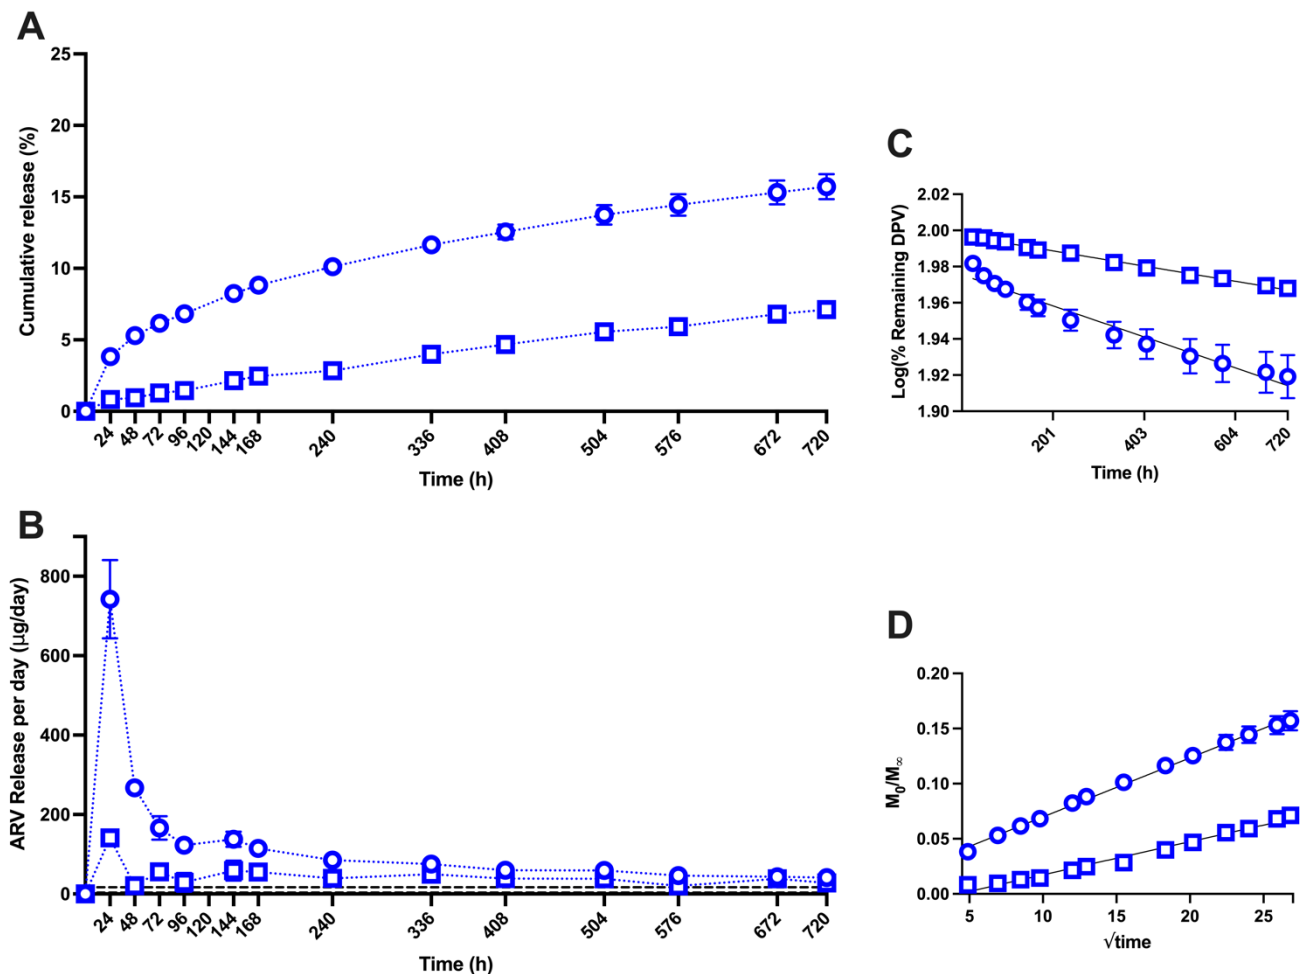 A
Cumulative release (%)
25
20
15
10
5
0
24 48 72 96 120 144 168 240 336 408 504 576 672 720
Time (h)
B
ARV Release per day (μg/day)
800
600
400
200
0
24 48 72 96 120 144 168 240 336 408 504 576 672 720
Time (h)
C
Log(% Remaining DPV)
2.02
2.00
1.98
1.96
1.94
1.92
1.90
201 403 604 720
Time (h)
D
M₀/M∞
0.20
0.15
0.10
0.05
0.00
5 10 15 20 25
√time